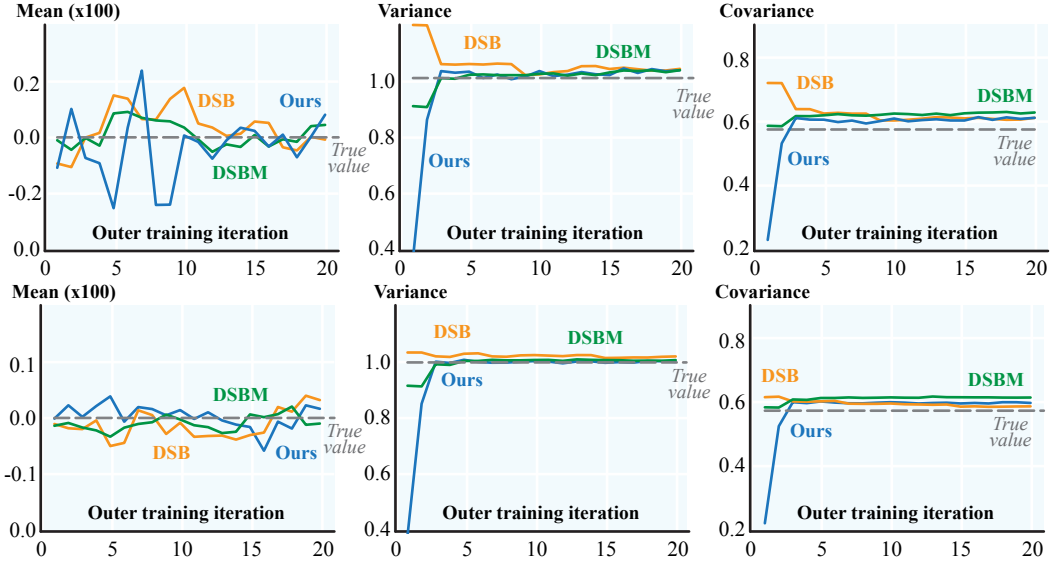 Mean (x100)
0.2
0.0
-0.2
0.0
DSB
Ours
DSBM
True
value
Outer training iteration
0 5 10 15 20
Variance
1.0
0.8
0.6
0.4
DSB
DSBM
True
value
Ours
Outer training iteration
0 5 10 15 20
Covariance
0.8
0.6
0.4
0.2
DSB
DSBM
True
value
Ours
Outer training iteration
0 5 10 15 20
Mean (x100)
0.1
0.0
-0.1
0.0
DSBM
DSB
Ours
True
value
Outer training iteration
0 5 10 15 20
Variance
1.0
0.8
0.6
0.4
DSB
DSBM
Ours
True
value
Outer training iteration
0 5 10 15 20
Covariance
0.8
0.6
0.4
0.2
DSB
DSBM
Ours
True
value
Outer training iteration
0 5 10 15 20